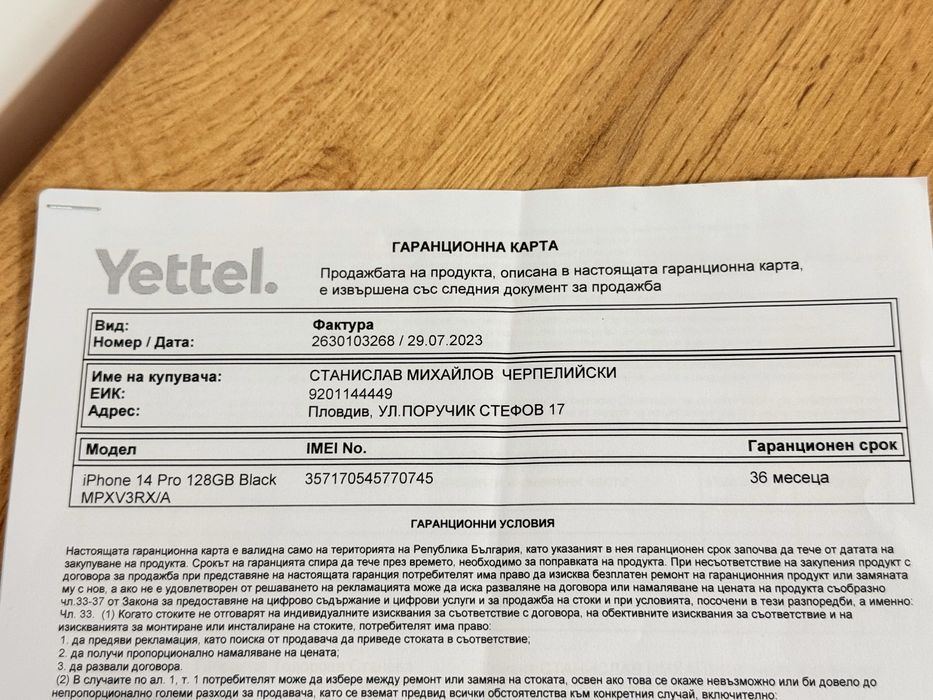 ГАРАНЦИОННА КАРТА
Yettel.
Продажбата на продукта, описана в настоящата гаранционна карта,
е извършена със следния документ за продажба
Вид: Фактура
Номер / Дата: 2630103268 / 29.07.2023
Име на купувача: СТАНИСЛАВ МИХАЙЛОВ ЧЕРПЕЛИЙСКИ
ЕИК: 9201144449
Адрес: Пловдив, УЛ.ПОРУЧИК СТЕФОВ 17
Модел IMEI No. Гаранционен срок
iPhone 14 Pro 128GB Black 357170545770745 36 месеца
MPXV3RX/A
ГАРАНЦИОННИ УСЛОВИЯ
Настоящата гаранционна карта е валидна само на територията на Република България, като указаният в нея гаранционен срок започва да тече от датата на
закупуване на продукта. Срокът на гаранцията спира да тече през времето, необходимо за поправката на продукта. При несъответствие на закупения продукт с
договора за продажба при представяне на настоящата гаранция потребителят има право да изисква безплатен ремонт на гаранционния продукт или замяната
му с нов, а ако не е удовлетворен от решаването на рекламацията може да иска разваляне на договора или намаляване на цената на продукта съобразно
чл.33-37 от Закона за предоставяне на цифрово съдържание и цифрови услуги и за продажба на стоки и при условията, посочени в тези разпоредби, а именно:
Чл. 33. (1) Когато стоките не отговарят на индивидуалните изисквания за съответствие с договора, на обективните изисквания за съответствие и на
изискванията за монтиране или инсталиране на стоките, потребителят има право:
1. да предяви рекламация, като поиска от продавача да приведе стоката в съответствие;
2. да получи пропорционално намаляване на цената;
3. да развали договора.
(2) В случаите по ал. 1, т. 1 потребителят може да избере между ремонт или замяна на стоката, освен ако това се окаже невъзможно или би довело до
непропорционално големи разходи за продавача, като се вземат предвид всички обстоятелства към конкретния случай, включително: